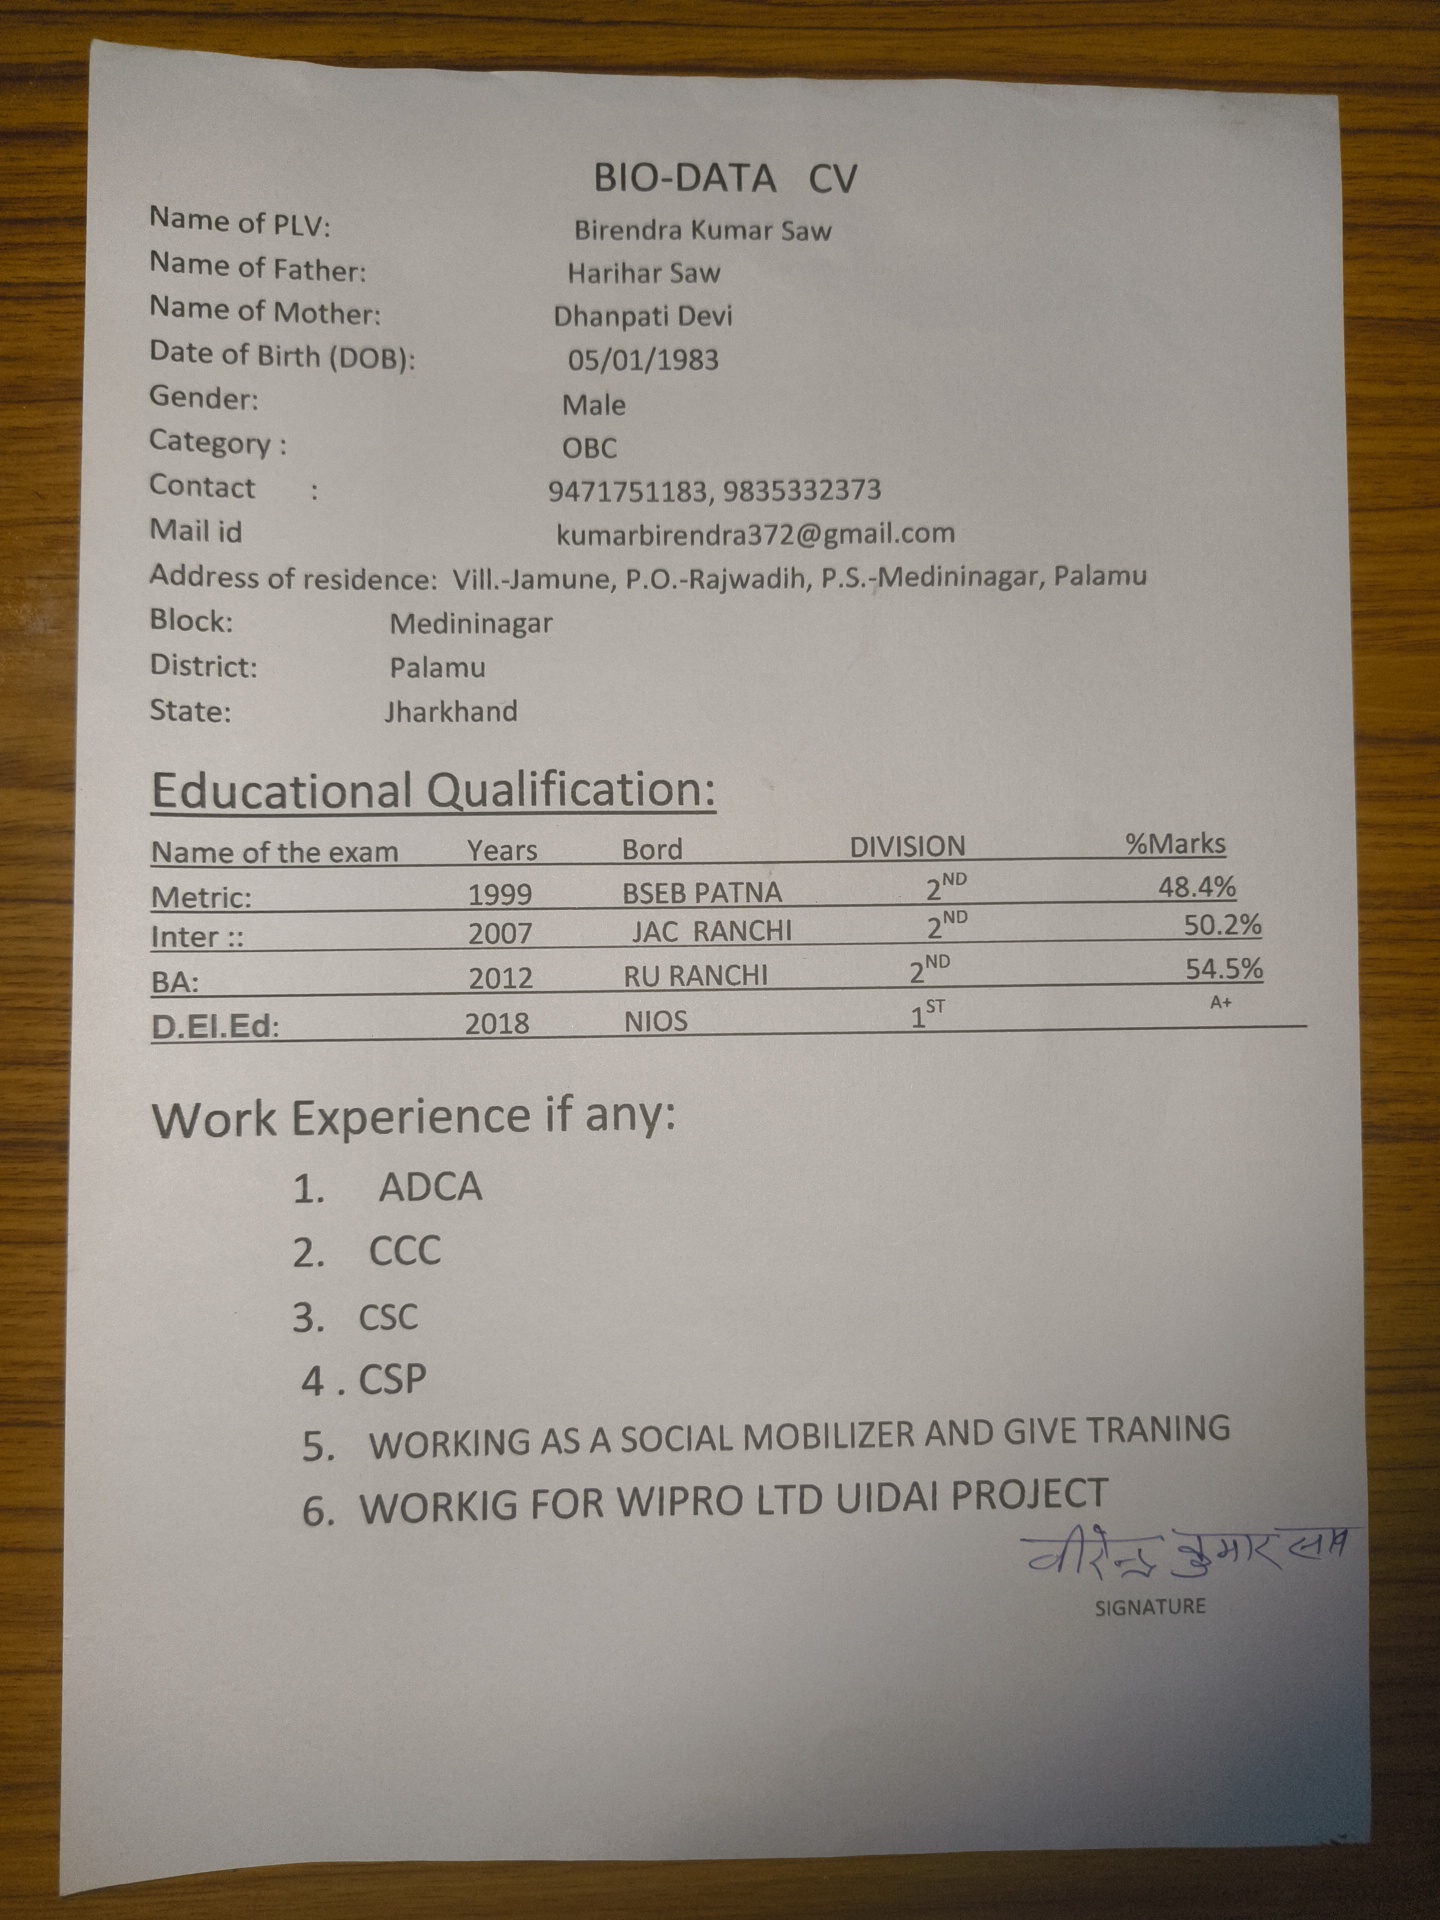 BIO-DATA CV
Name of PLV: Birendra Kumar Saw
Name of Father: Harihar Saw
Name of Mother: Dhanpati Devi
Date of Birth (DOB): 05/01/1983
Gender: Male
Category : OBC
Contact : 9471751183, 9835332373
Mail id kumarbirendra372@gmail.com
Address of residence: Vill.-Jamune, P.O.-Rajwadih, P.S.-Medininagar, Palamu
Block: Medininagar
District: Palamu
State: Jharkhand
Educational Qualification:
Name of the exam Years Bord DIVISION %Marks
Metric: 1999 BSEB PATNA 2ND 48.4%
Inter :: 2007 JAC RANCHI 2ND 50.2%
BA: 2012 RU RANCHI 2ND 54.5%
D.El.Ed: 2018 NIOS 1ST A+
Work Experience if any:
1. ADCA
2. CCC
3. CSC
4 . CSP
5. WORKING AS A SOCIAL MOBILIZER AND GIVE TRANING
6. WORKIG FOR WIPRO LTD UIDAI PROJECT
वीरेन्द्र कुमार साव
SIGNATURE